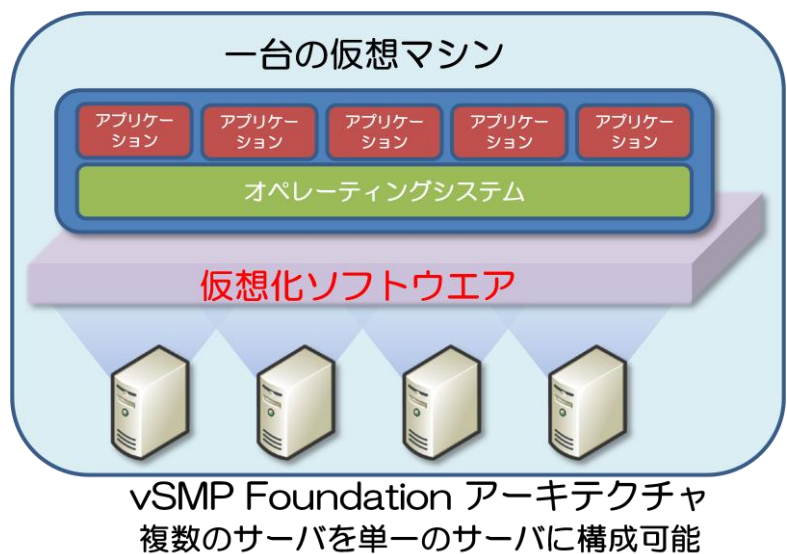 一台の仮想マシン
アプリケー アプリケー アプリケー アプリケー アプリケー
ション ション ション ション ション
オペレーティングシステム
仮想化ソフトウエア
vSMP Foundation アーキテクチャ
複数のサーバを単一のサーバに構成可能